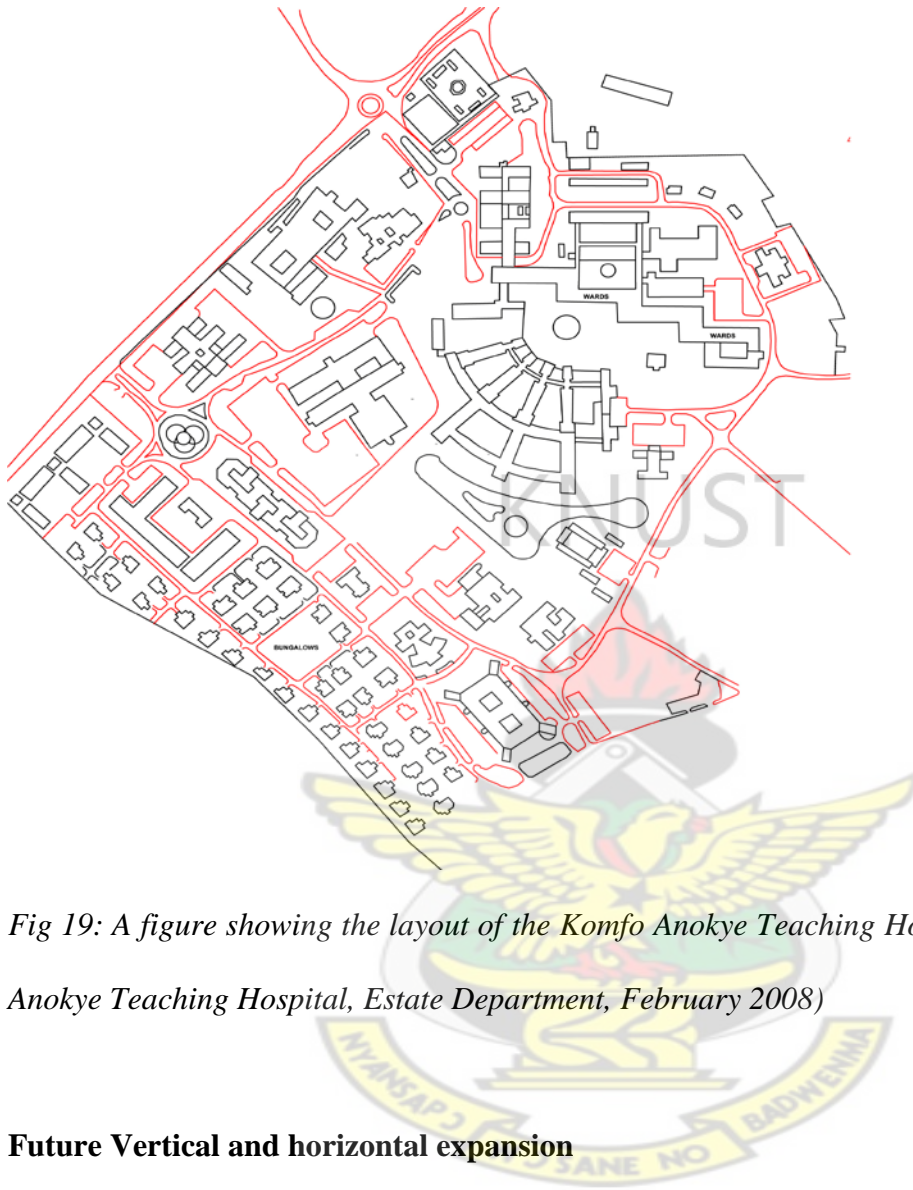 WARDS
WARDS
KNUST
BUNGALOWS
Fig 19: A figure showing the layout of the Komfo Anokye Teaching Ho
Anokye Teaching Hospital, Estate Department, February 2008)
NYANSAPƆ
SANE NO
BADWENMA
Future Vertical and horizontal expansion